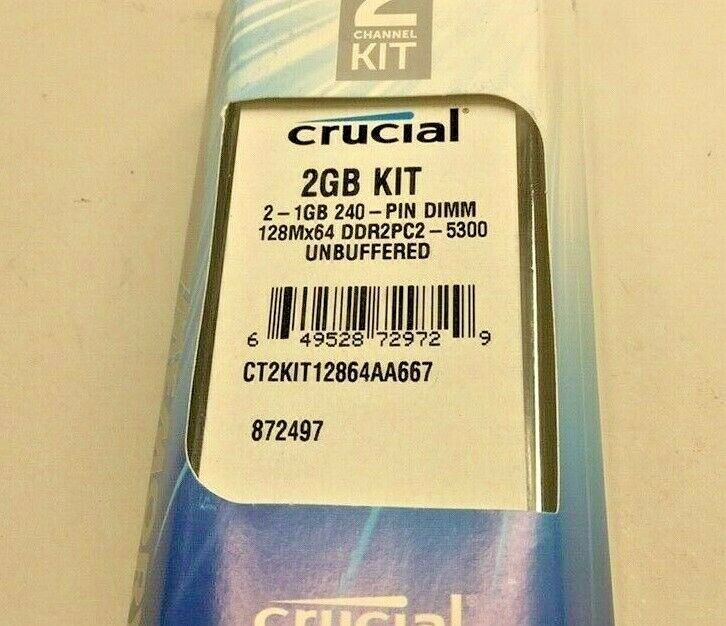 2
CHANNEL
KIT
crucial
2GB KIT
2-1GB 240-PIN DIMM
128Mx64 DDR2PC2-5300
UNBUFFERED
6 49528 72972 9
CT2KIT12864AA667
872497
crucial